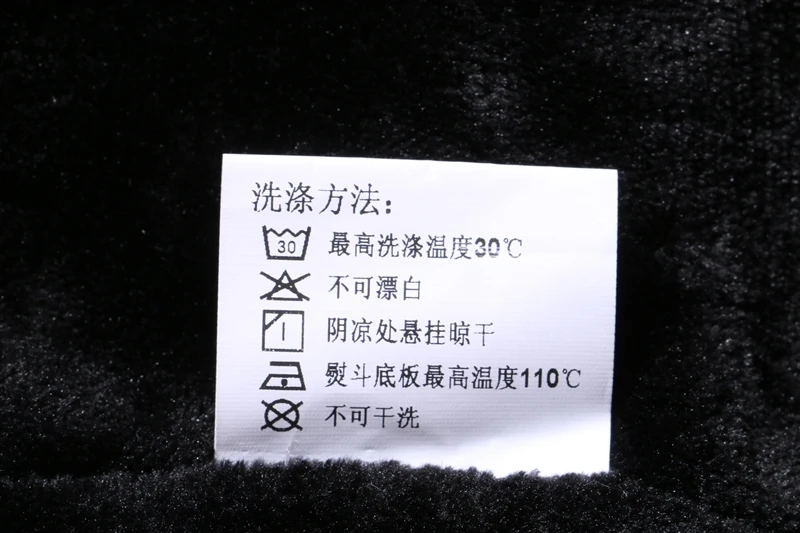 洗涤方法：
30 最高洗涤温度30℃
不可漂白
阴凉处悬挂晾干
熨斗底板最高温度110℃
不可干洗